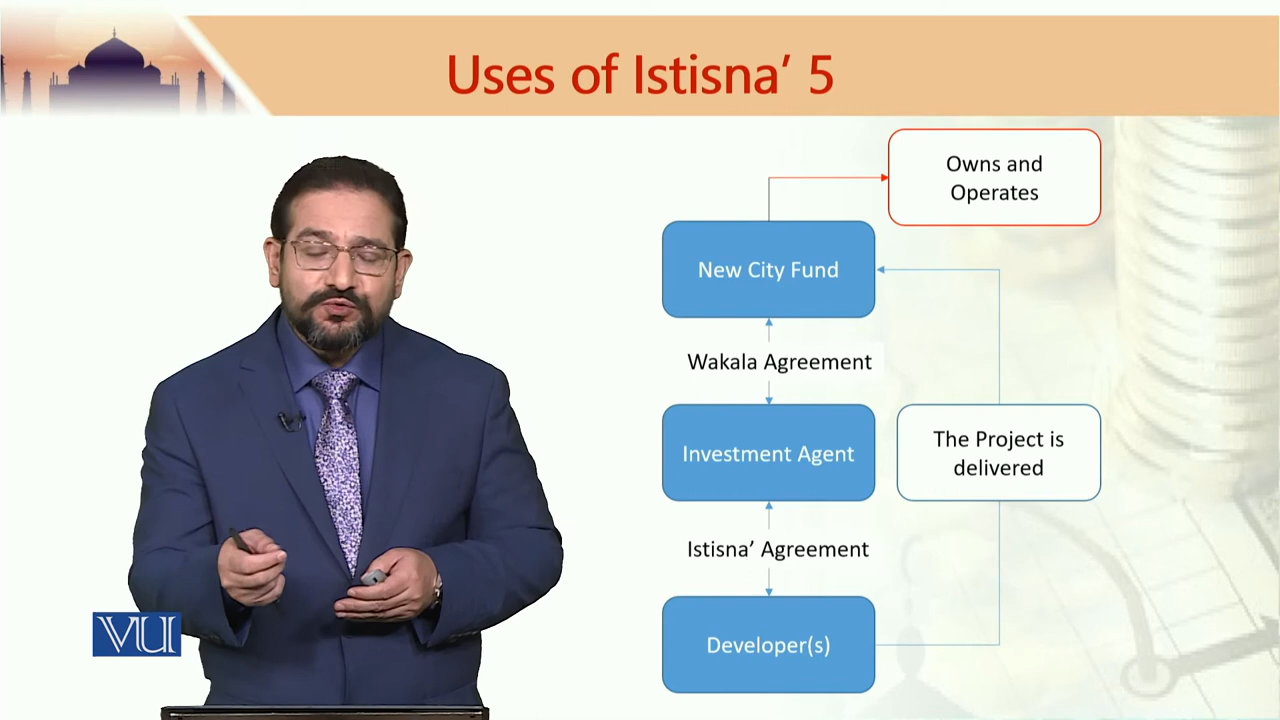 Uses of Istisna’ 5
Owns and
Operates
New City Fund
Wakala Agreement
Investment Agent
The Project is
delivered
Istisna’ Agreement
Developer(s)
VU